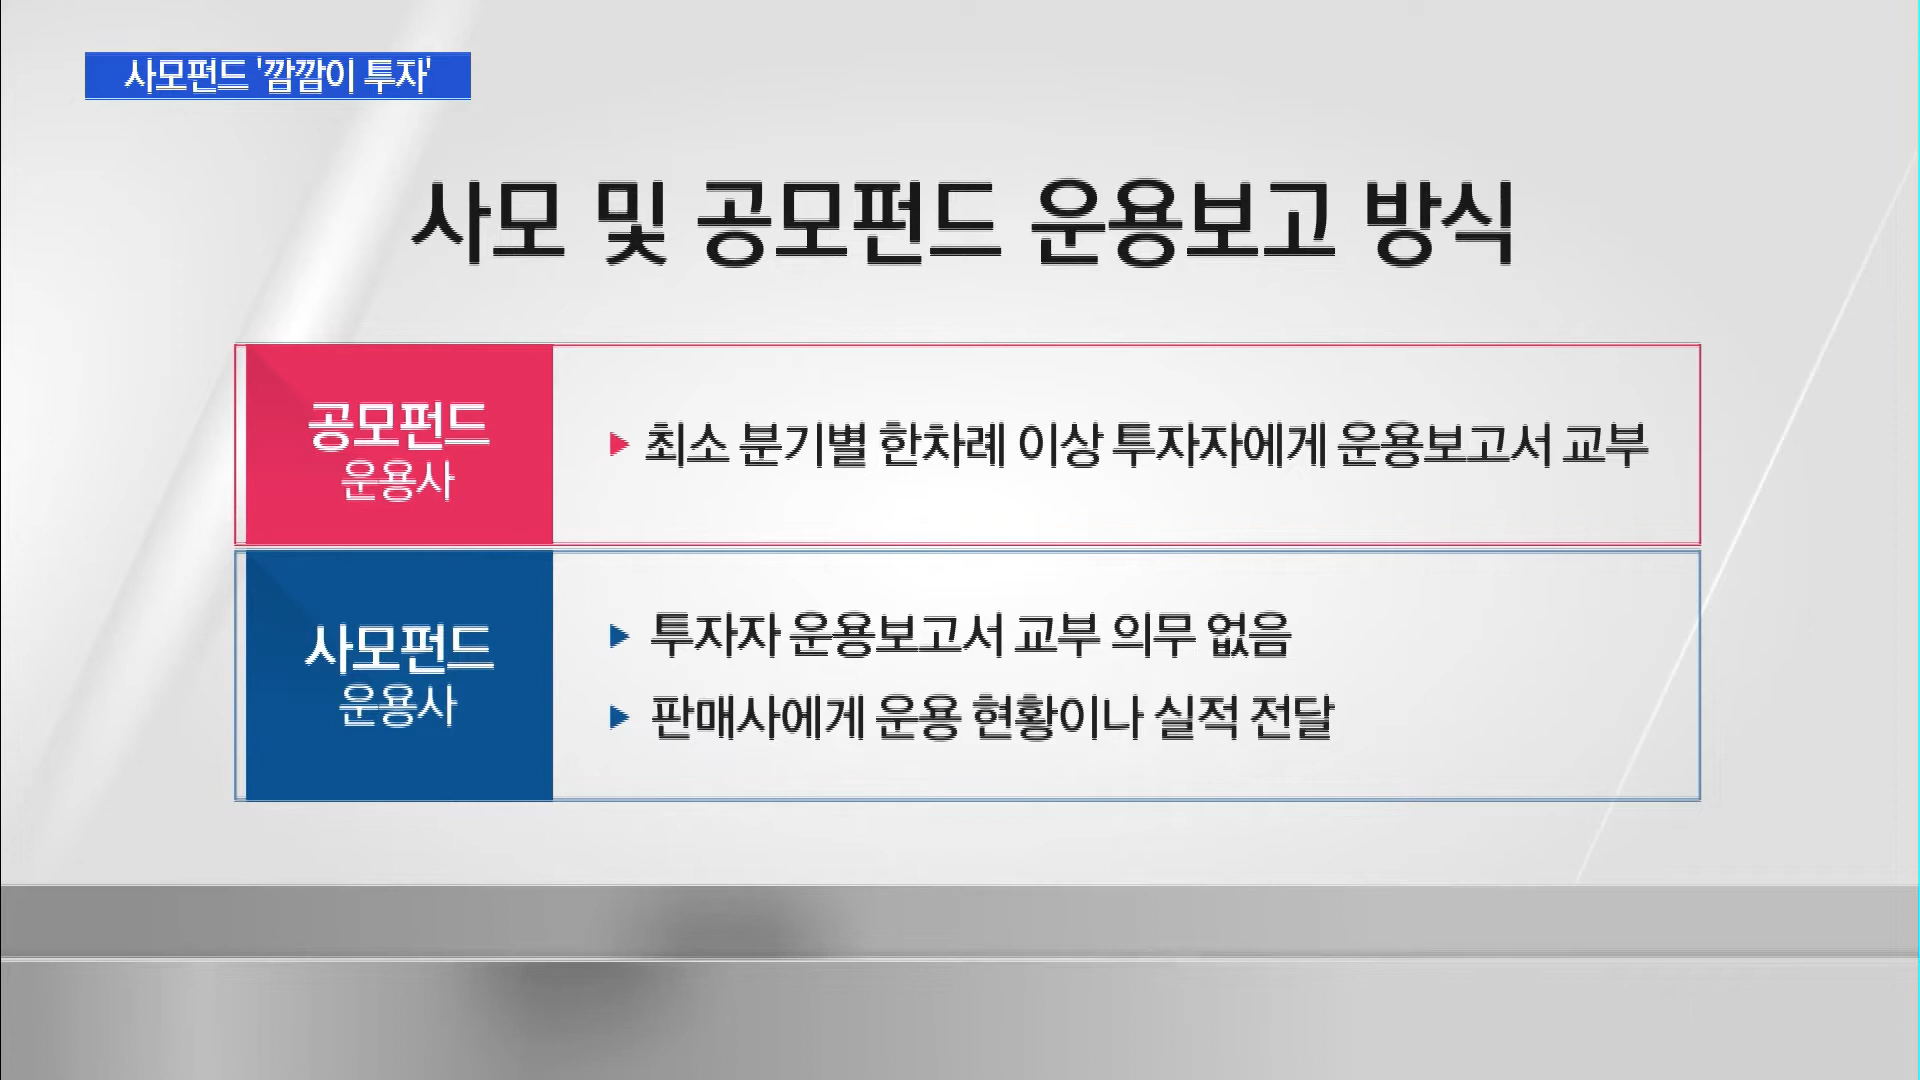 사모펀드 '깜깜이 투자'
사모 및 공모펀드 운용보고 방식
공모펀드
운용사
▶ 최소 분기별 한차례 이상 투자자에게 운용보고서 교부
사모펀드
운용사
▶ 투자자 운용보고서 교부 의무 없음
▶ 판매사에게 운용 현황이나 실적 전달